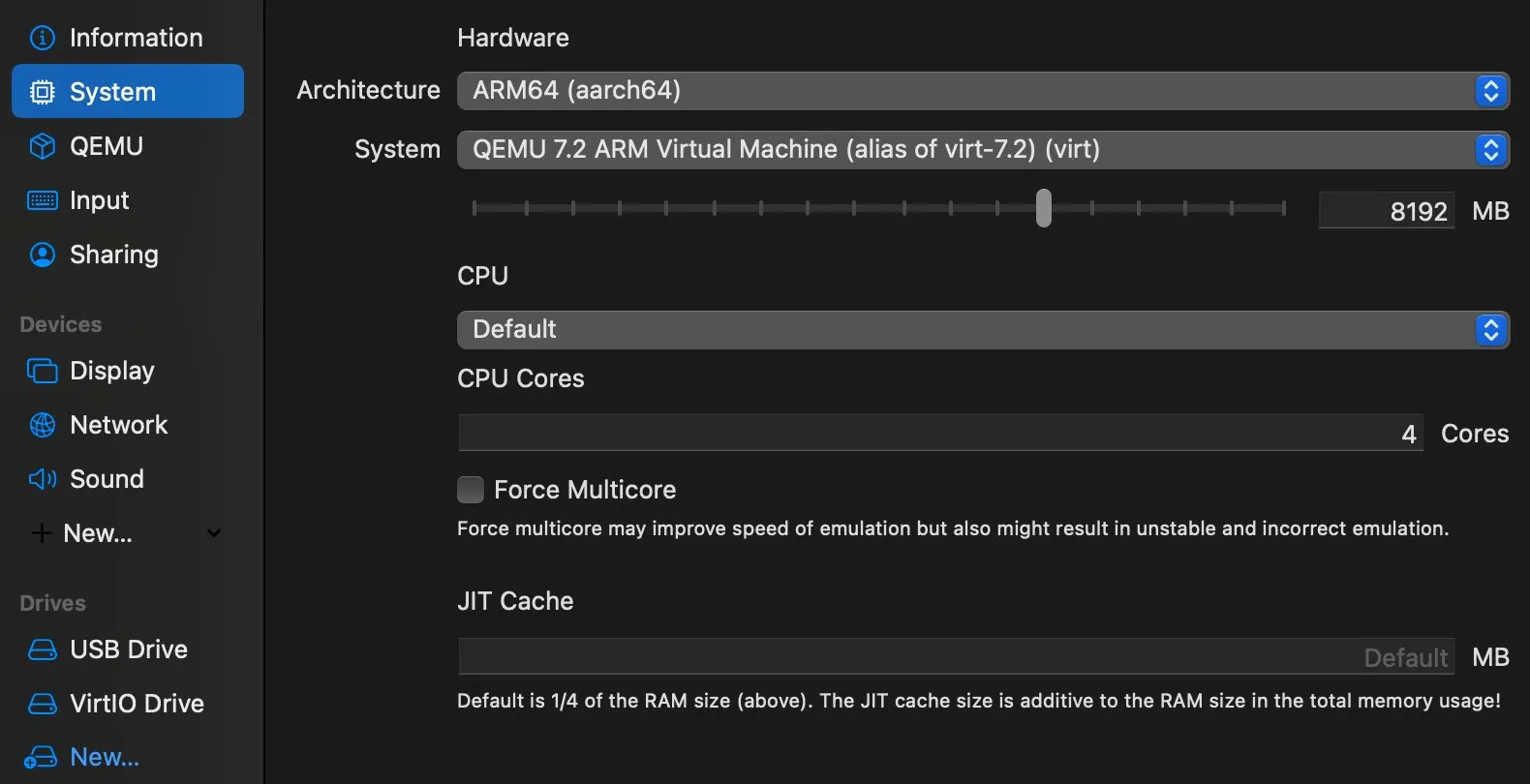 Information
System
QEMU
Input
Sharing
Devices
Display
Network
Sound
New...
Drives
USB Drive
VirtIO Drive
New...
Hardware
Architecture ARM64 (aarch64)
System QEMU 7.2 ARM Virtual Machine (alias of virt-7.2) (virt)
8192 MB
CPU
Default
CPU Cores
4 Cores
Force Multicore
Force multicore may improve speed of emulation but also might result in unstable and incorrect emulation.
JIT Cache
Default MB
Default is 1/4 of the RAM size (above). The JIT cache size is additive to the RAM size in the total memory usage!